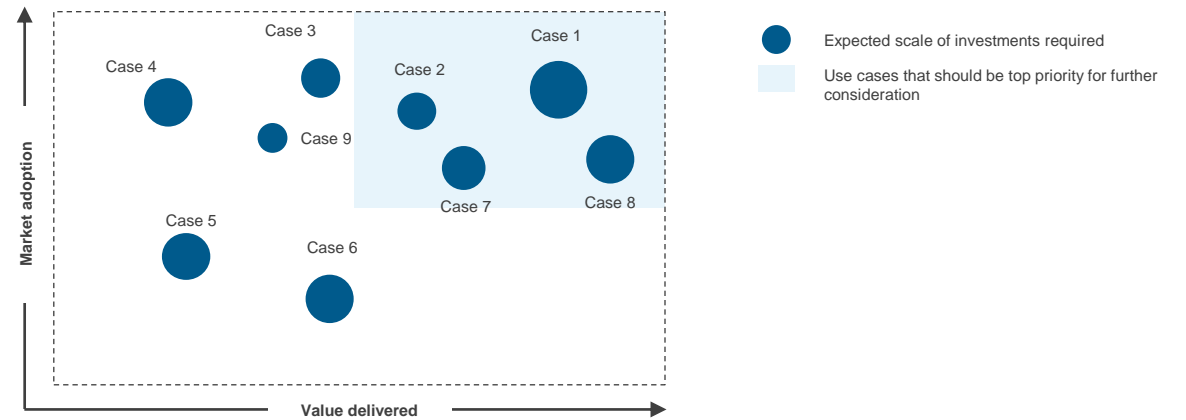 Case 3
Case 1
Case 4
Case 2
Case 9
Case 7
Case 8
Case 5
Case 6
Market adoption
Value delivered
Expected scale of investments required
Use cases that should be top priority for further
consideration